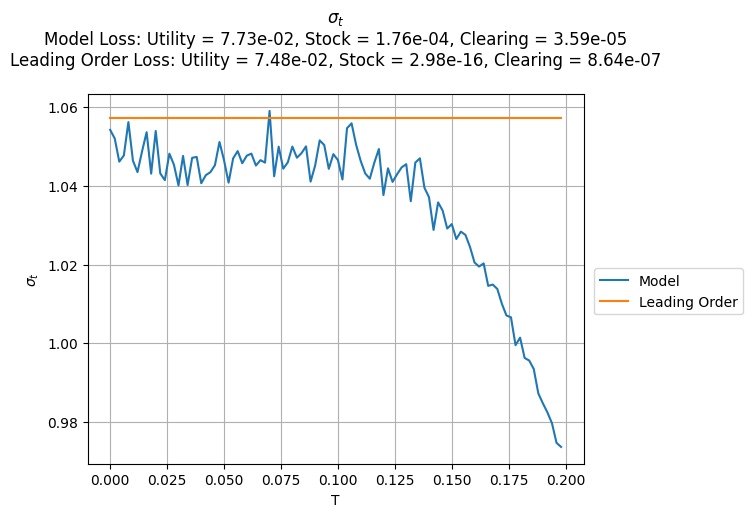 σₜ
Model Loss: Utility = 7.73e-02, Stock = 1.76e-04, Clearing = 3.59e-05
Leading Order Loss: Utility = 7.48e-02, Stock = 2.98e-16, Clearing = 8.64e-07
1.06
1.04
1.02
1.00
0.98
σₜ
0.000 0.025 0.050 0.075 0.100 0.125 0.150 0.175 0.200
T
Model
Leading Order